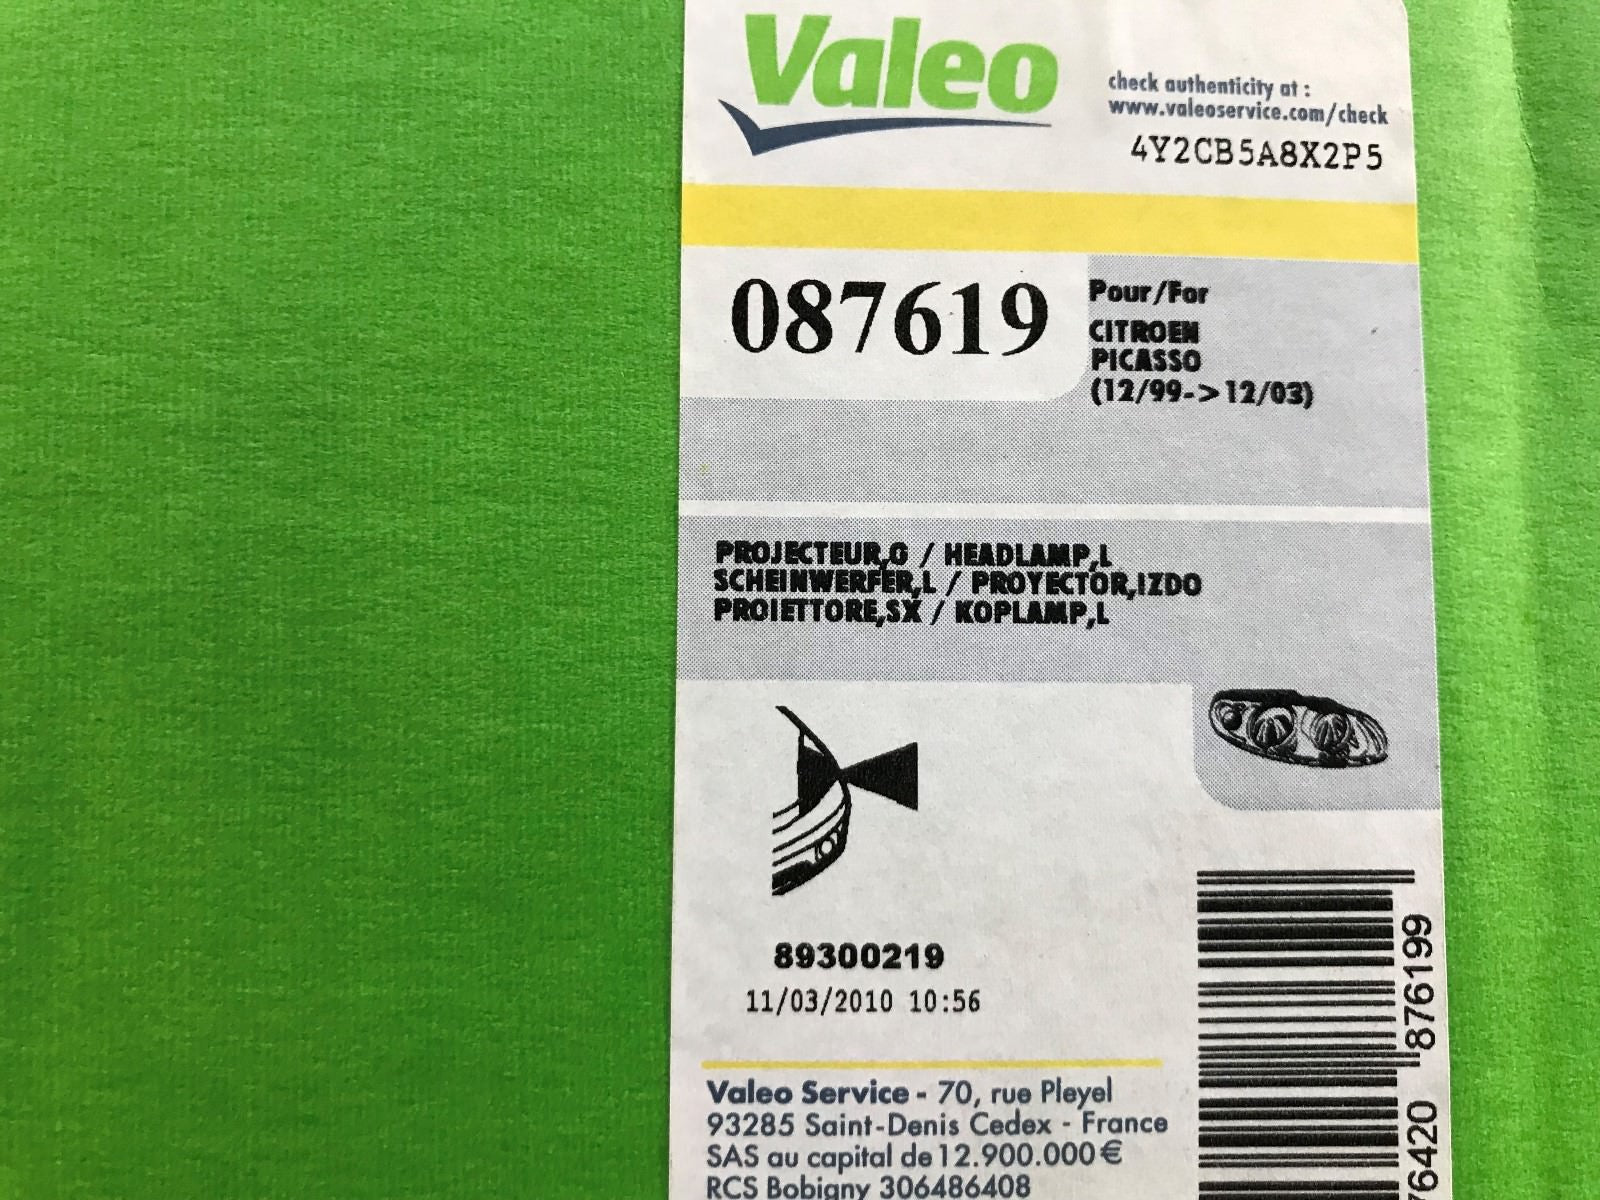 Valeo
check authenticity at :
www.valeoservice.com/check
4Y2CB5A8X2P5
087619
Pour/For
CITROEN
PICASSO
(12/99->12/03)
PROJECTEUR,G / HEADLAMP,L
SCHEINWERFER,L / PROYECTOR,IZDO
PROIETTORE,SX / KOPLAMP,L
89300219
11/03/2010 10:56
Valeo Service - 70, rue Pleyel
93285 Saint-Denis Cedex - France
SAS au capital de 12.900.000 €
RCS Bobigny 306486408
76420 876199